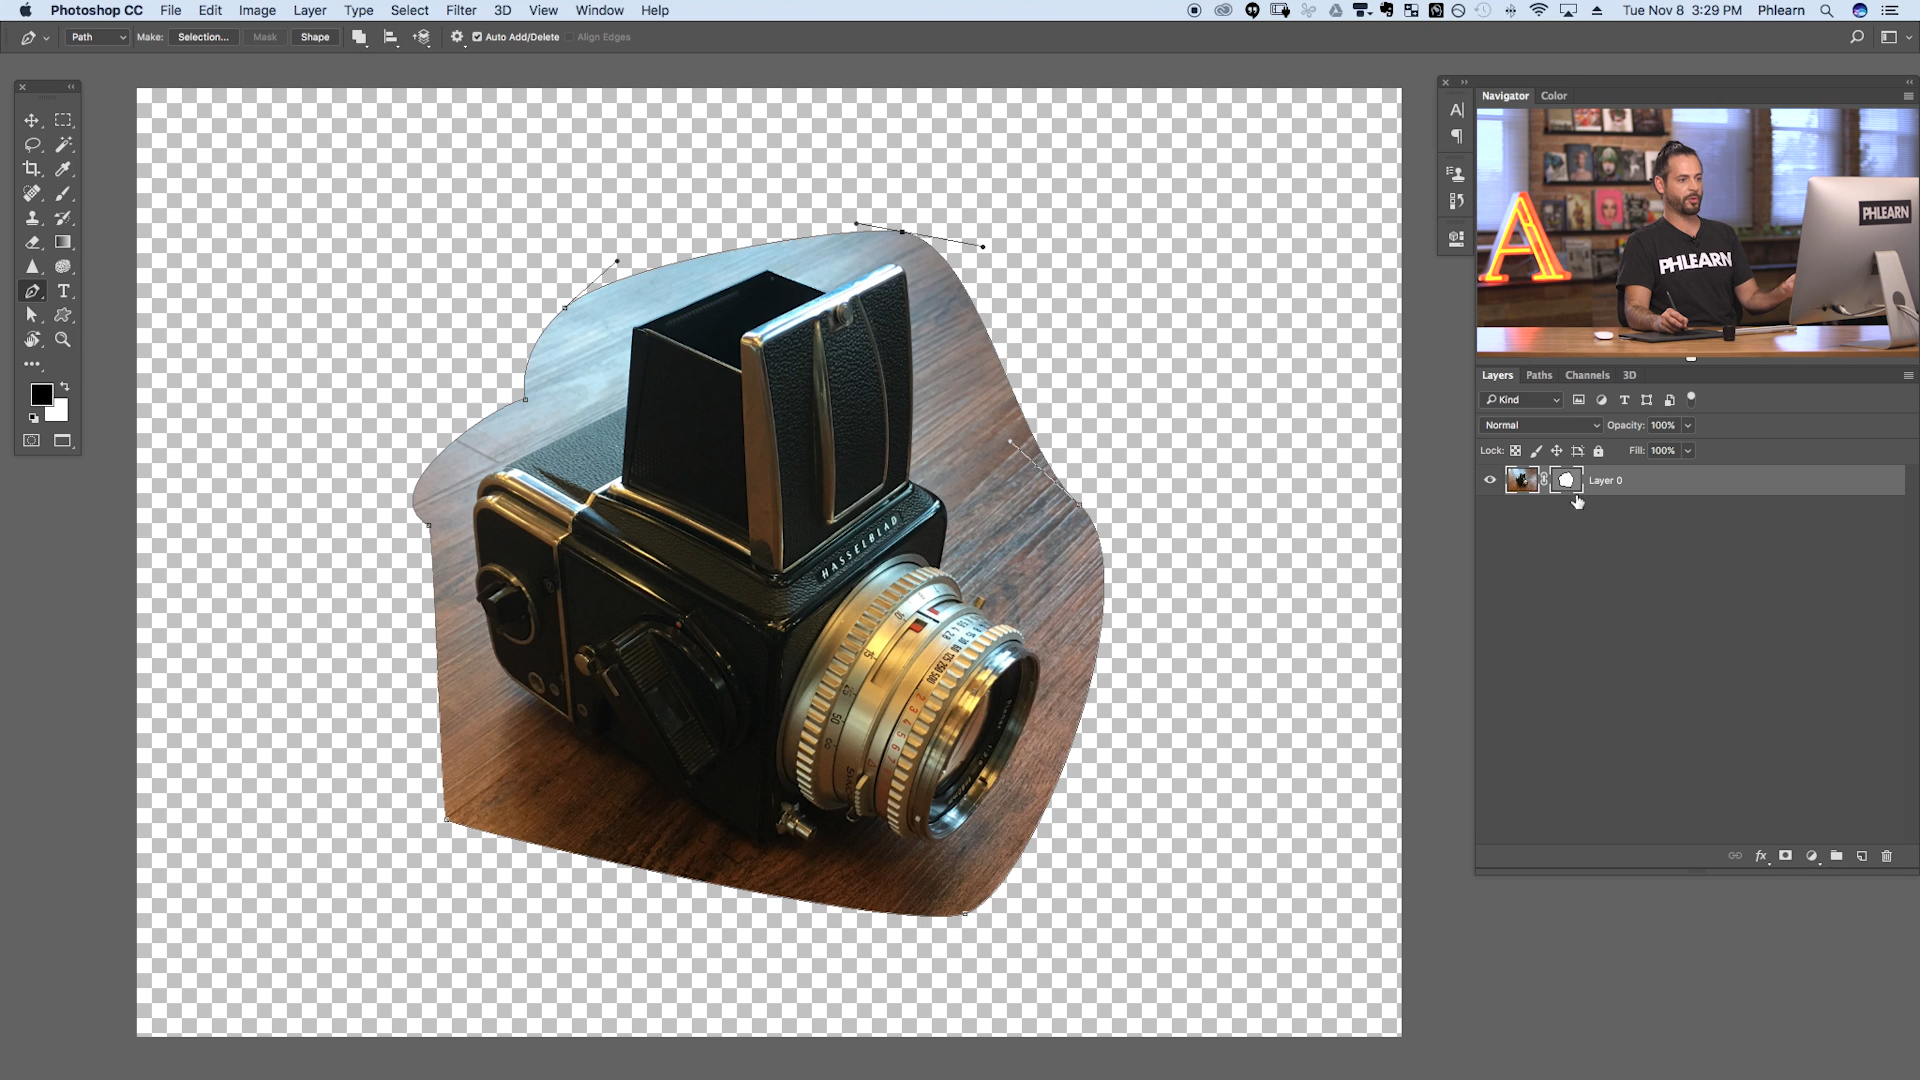 Photoshop CC File Edit Image Layer Type Select Filter 3D View Window Help Tue Nov 8 3:29 PM Phlearn
Path Make: Selection... Mask Shape Auto Add/Delete Align Edges
Navigator Color
PHLEARN
PHLEARN
A
Layers Paths Channels 3D
Kind
Normal Opacity: 100%
Lock: Fill: 100%
Layer 0
fx
HASSELBLAD